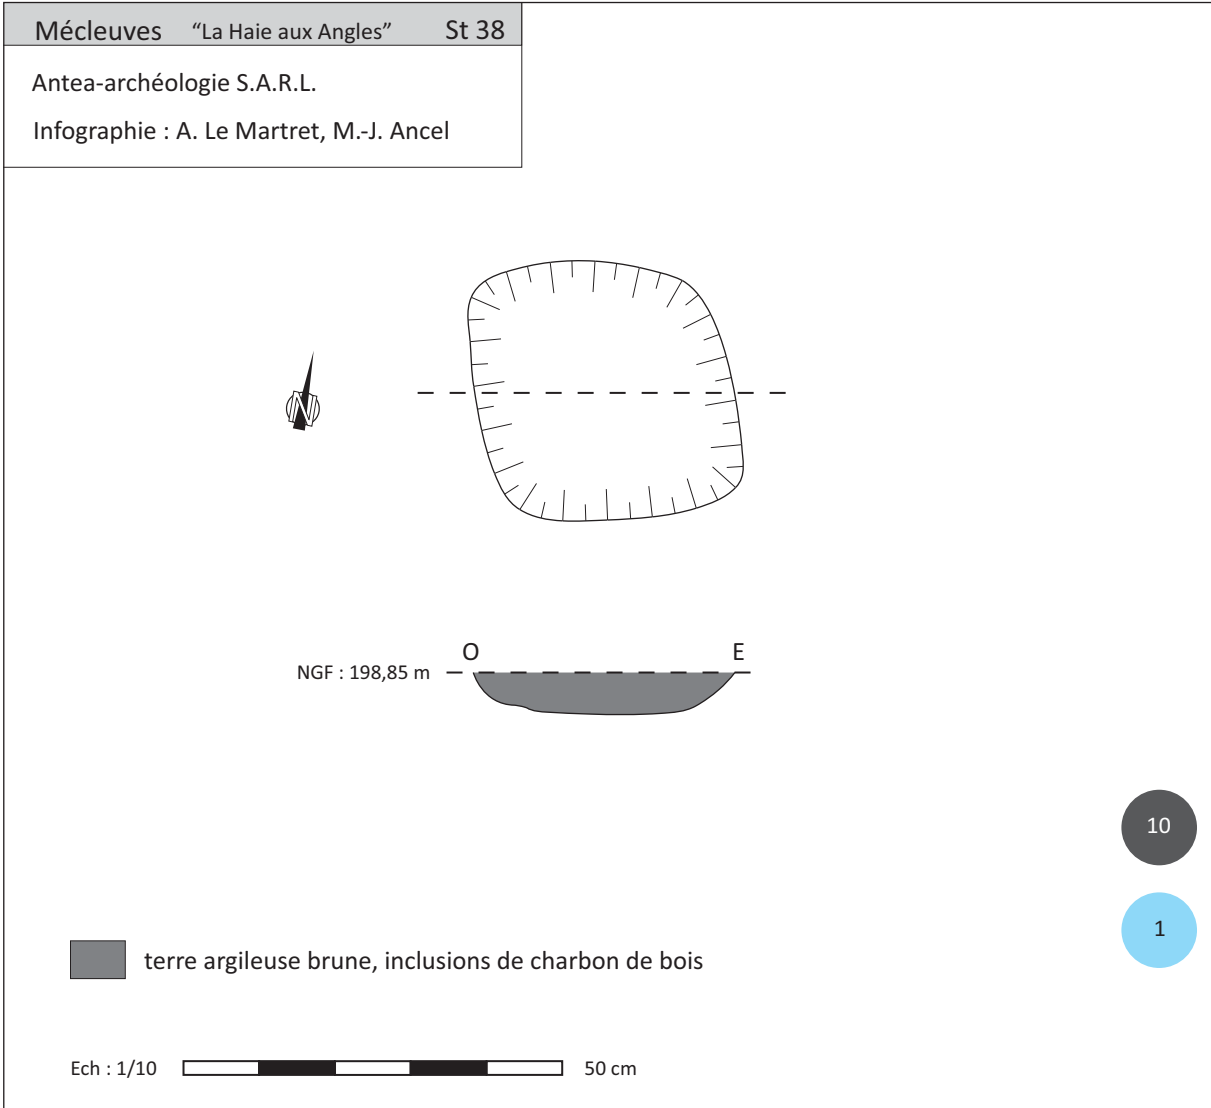 Mécleuves “La Haie aux Angles” St 38
Antea-archéologie S.A.R.L.
Infographie : A. Le Martret, M.-J. Ancel
N
O E
NGF : 198,85 m
10
1
terre argileuse brune, inclusions de charbon de bois
Ech : 1/10 50 cm